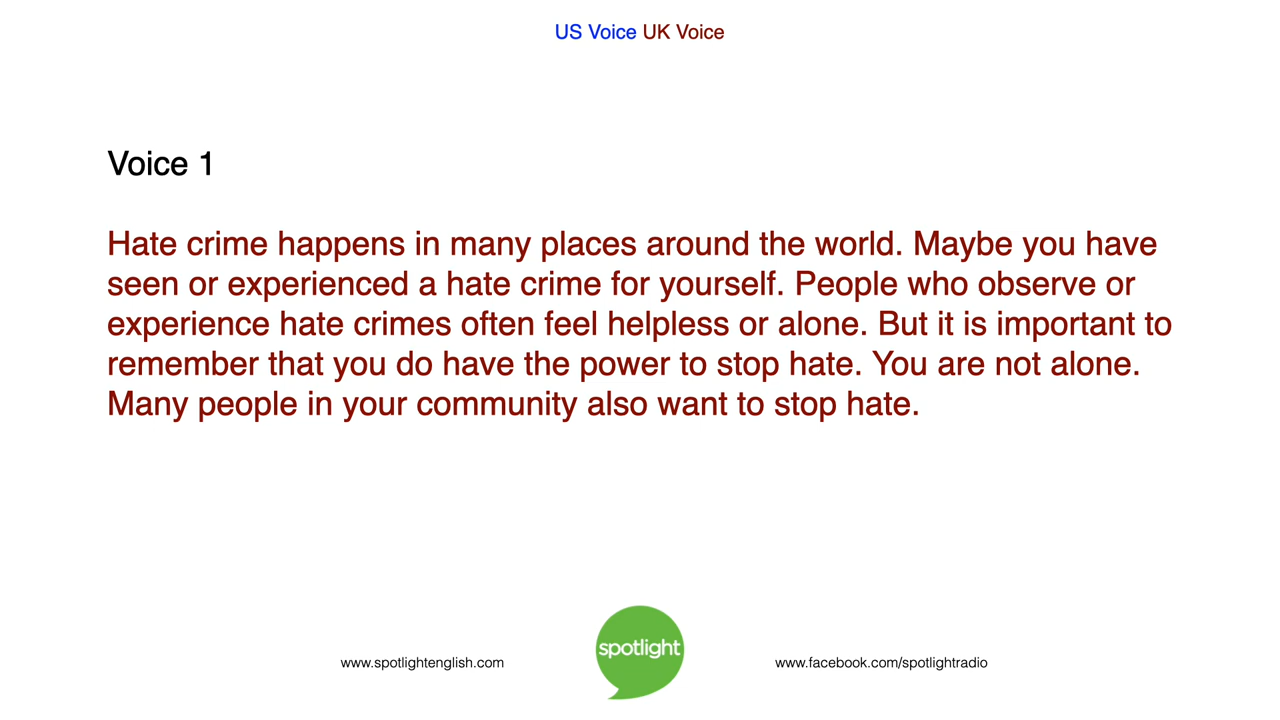 US Voice UK Voice
Voice 1
Hate crime happens in many places around the world. Maybe you have
seen or experienced a hate crime for yourself. People who observe or
experience hate crimes often feel helpless or alone. But it is important to
remember that you do have the power to stop hate. You are not alone.
Many people in your community also want to stop hate.
www.spotlightenglish.com
spotlight
www.facebook.com/spotlightradio